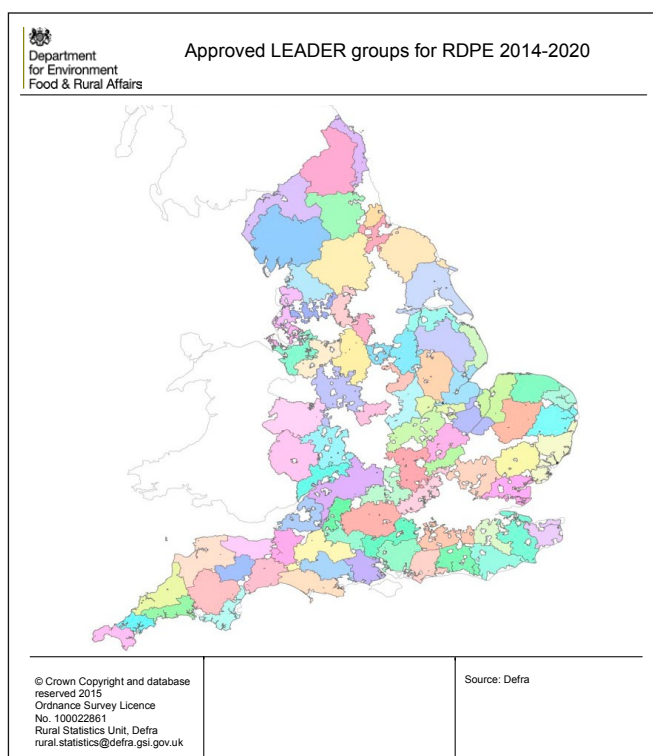 Department
for Environment
Food & Rural Affairs
Approved LEADER groups for RDPE 2014-2020
© Crown Copyright and database
reserved 2015
Ordnance Survey Licence
No. 100022861
Rural Statistics Unit, Defra
rural.statistics@defra.gsi.gov.uk
Source: Defra